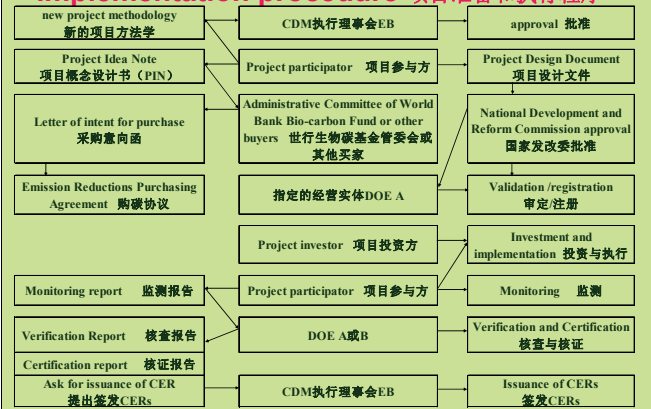 Implementation procedure 项目准备和执行程序
new project methodology
新的项目方法学
CDM执行理事会EB
approval 批准
Project Idea Note
项目概念设计书（PIN）
Project participator 项目参与方
Project Design Document
项目设计文件
Letter of intent for purchase
采购意向函
Administrative Committee of World
Bank Bio-carbon Fund or other
buyers 世行生物碳基金管委会或
其他买家
National Development and
Reform Commission approval
国家发改委批准
Emission Reductions Purchasing
Agreement 购碳协议
指定的经营实体DOE A
Validation /registration
审定/注册
Project investor 项目投资方
Investment and
implementation 投资与执行
Monitoring report 监测报告
Project participator 项目参与方
Monitoring 监测
Verification Report 核查报告
DOE A或B
Verification and Certification
核查与核证
Certification report 核证报告
Ask for issuance of CER
提出签发CERs
CDM执行理事会EB
Issuance of CERs
签发CERs